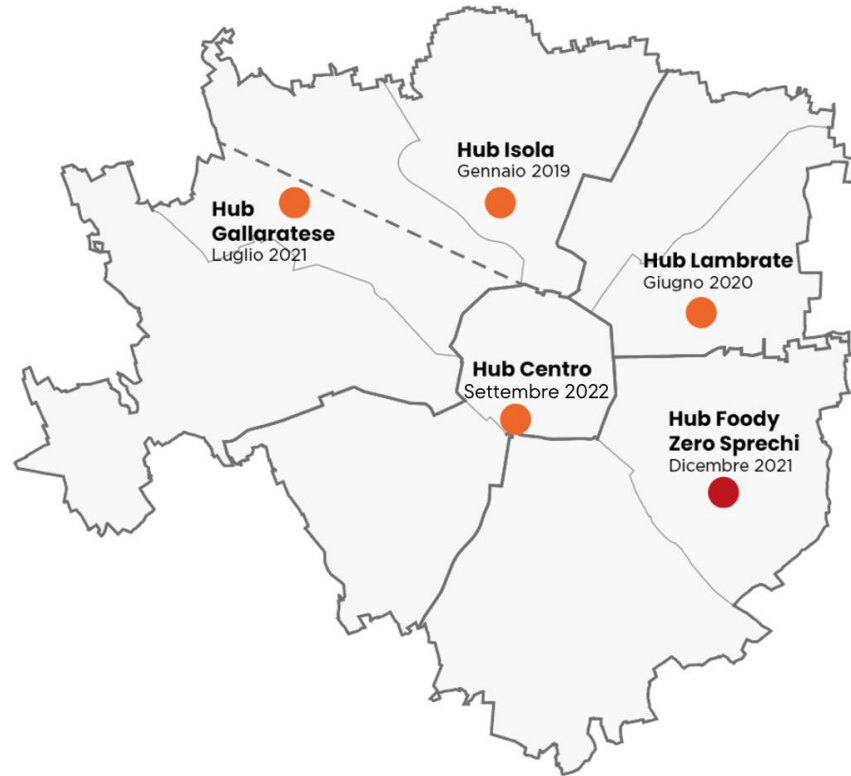 Hub Isola
Gennaio 2019
Hub
Gallaratese
Luglio 2021
Hub Lambrate
Giugno 2020
Hub Centro
Settembre 2022
Hub Foody
Zero Sprechi
Dicembre 2021